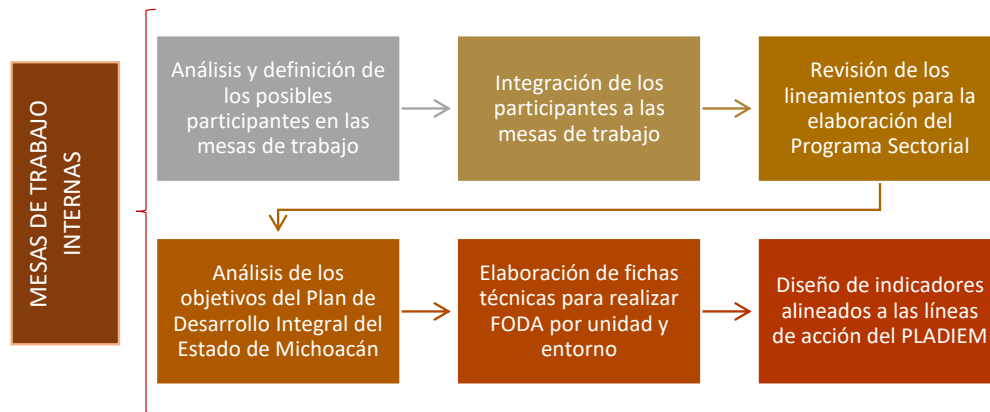 MESAS DE TRABAJO
INTERNAS
Análisis y definición de
los posibles
participantes en las
mesas de trabajo
Integración de los
participantes a las
mesas de trabajo
Revisión de los
lineamientos para la
elaboración del
Programa Sectorial
Análisis de los
objetivos del Plan de
Desarrollo Integral del
Estado de Michoacán
Elaboración de fichas
técnicas para realizar
FODA por unidad y
entorno
Diseño de indicadores
alineados a las líneas
de acción del PLADIEM